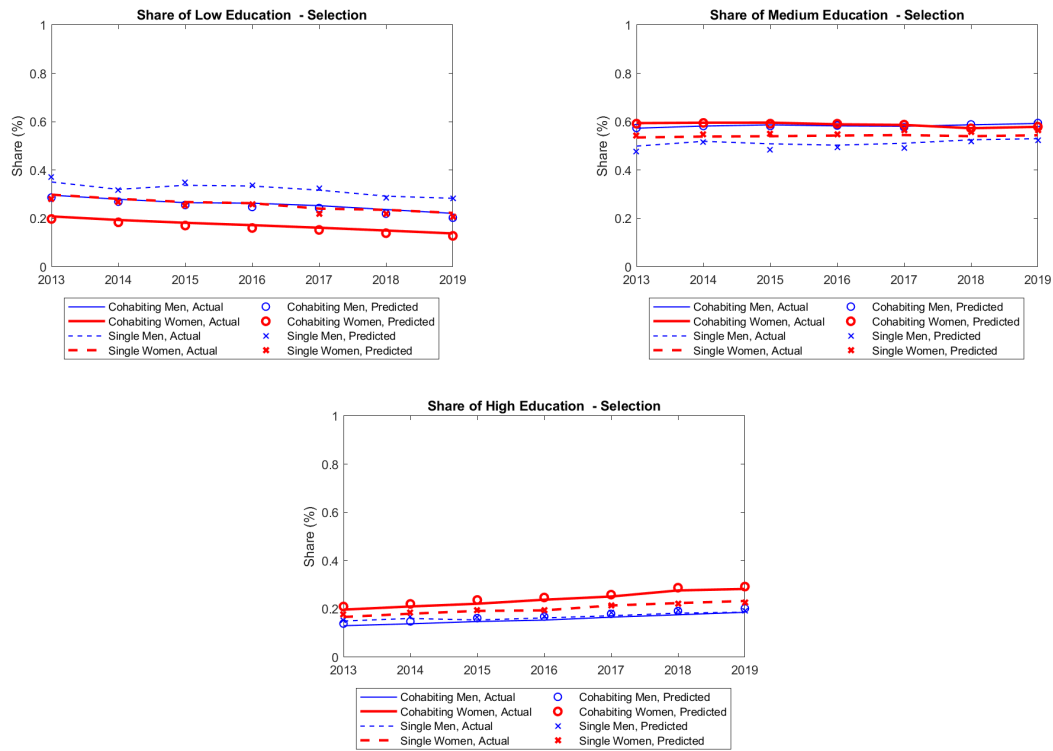 Share of Low Education - Selection
1
0.8
0.6
0.4
0.2
0
Share (%)
2013 2014 2015 2016 2017 2018 2019
Cohabiting Men, Actual Cohabiting Men, Predicted
Cohabiting Women, Actual Cohabiting Women, Predicted
Single Men, Actual Single Men, Predicted
Single Women, Actual Single Women, Predicted
Share of Medium Education - Selection
1
0.8
0.6
0.4
0.2
0
Share (%)
2013 2014 2015 2016 2017 2018 2019
Cohabiting Men, Actual Cohabiting Men, Predicted
Cohabiting Women, Actual Cohabiting Women, Predicted
Single Men, Actual Single Men, Predicted
Single Women, Actual Single Women, Predicted
Share of High Education - Selection
1
0.8
0.6
0.4
0.2
0
Share (%)
2013 2014 2015 2016 2017 2018 2019
Cohabiting Men, Actual Cohabiting Men, Predicted
Cohabiting Women, Actual Cohabiting Women, Predicted
Single Men, Actual Single Men, Predicted
Single Women, Actual Single Women, Predicted